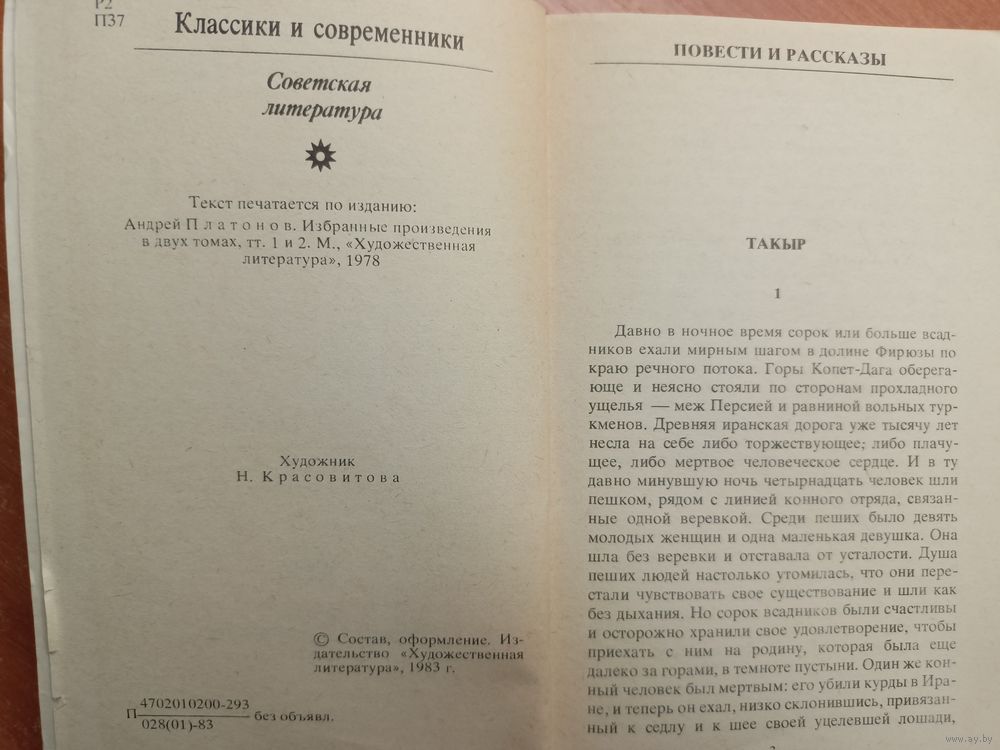 Р2
П37
Классики и современники
Советская
литература
Текст печатается по изданию:
Андрей Платонов. Избранные произведения
в двух томах, тт. 1 и 2. М., «Художественная
литература», 1978
Художник
Н. Красовитова
© Состав, оформление. Из-
дательство «Художественная
литература», 1983 г.
П 4702010200-293
028(01)-83 без объявл.
ПОВЕСТИ И РАССКАЗЫ
ТАКЫР
1
Давно в ночное время сорок или больше всад-
ников ехали мирным шагом в долине Фирюзы по
краю речного потока. Горы Копет-Дага оберега-
юще и неясно стояли по сторонам прохладного
ущелья — меж Персией и равниной вольных турк-
менов. Древняя иранская дорога уже тысячу лет
несла на себе либо торжествующее, либо плачу-
щее, либо мертвое человеческое сердце. И в ту
давно минувшую ночь четырнадцать человек шли
пешком, рядом с линией конного отряда, связан-
ные одной веревкой. Среди пеших было девять
молодых женщин и одна маленькая девушка. Она
шла без веревки и отставала от усталости. Душа
пеших людей настолько утомилась, что они пере-
стали чувствовать свое существование и шли как
без дыхания. Но сорок всадников были счастливы
и осторожно хранили свое удовлетворение, чтобы
приехать с ним на родину, которая была еще
далеко за горами, в темноте пустыни. Один же кон-
ный человек был мертвым: его убили курды в Ира-
не, и теперь он ехал, низко склонившись, привязан-
ный к седлу и к шее своей уцелевшей лошади,
www.ay.by